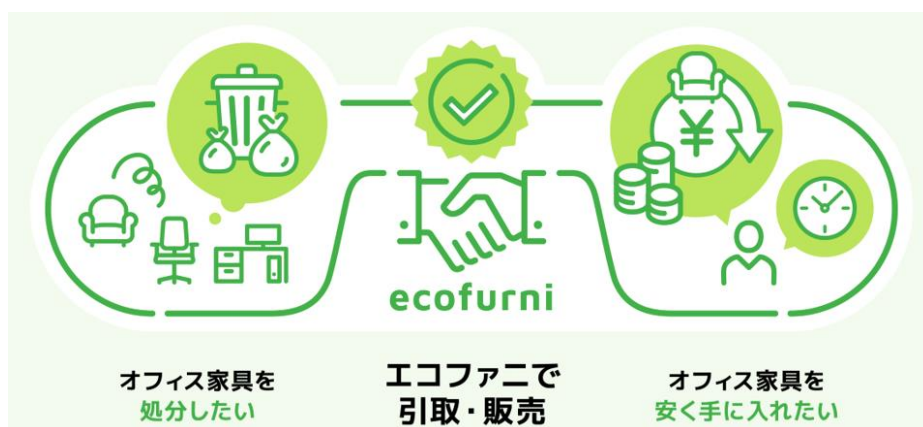 ecofurni
オフィス家具を
処分したい
エコファニで
引取・販売
オフィス家具を
安く手に入れたい